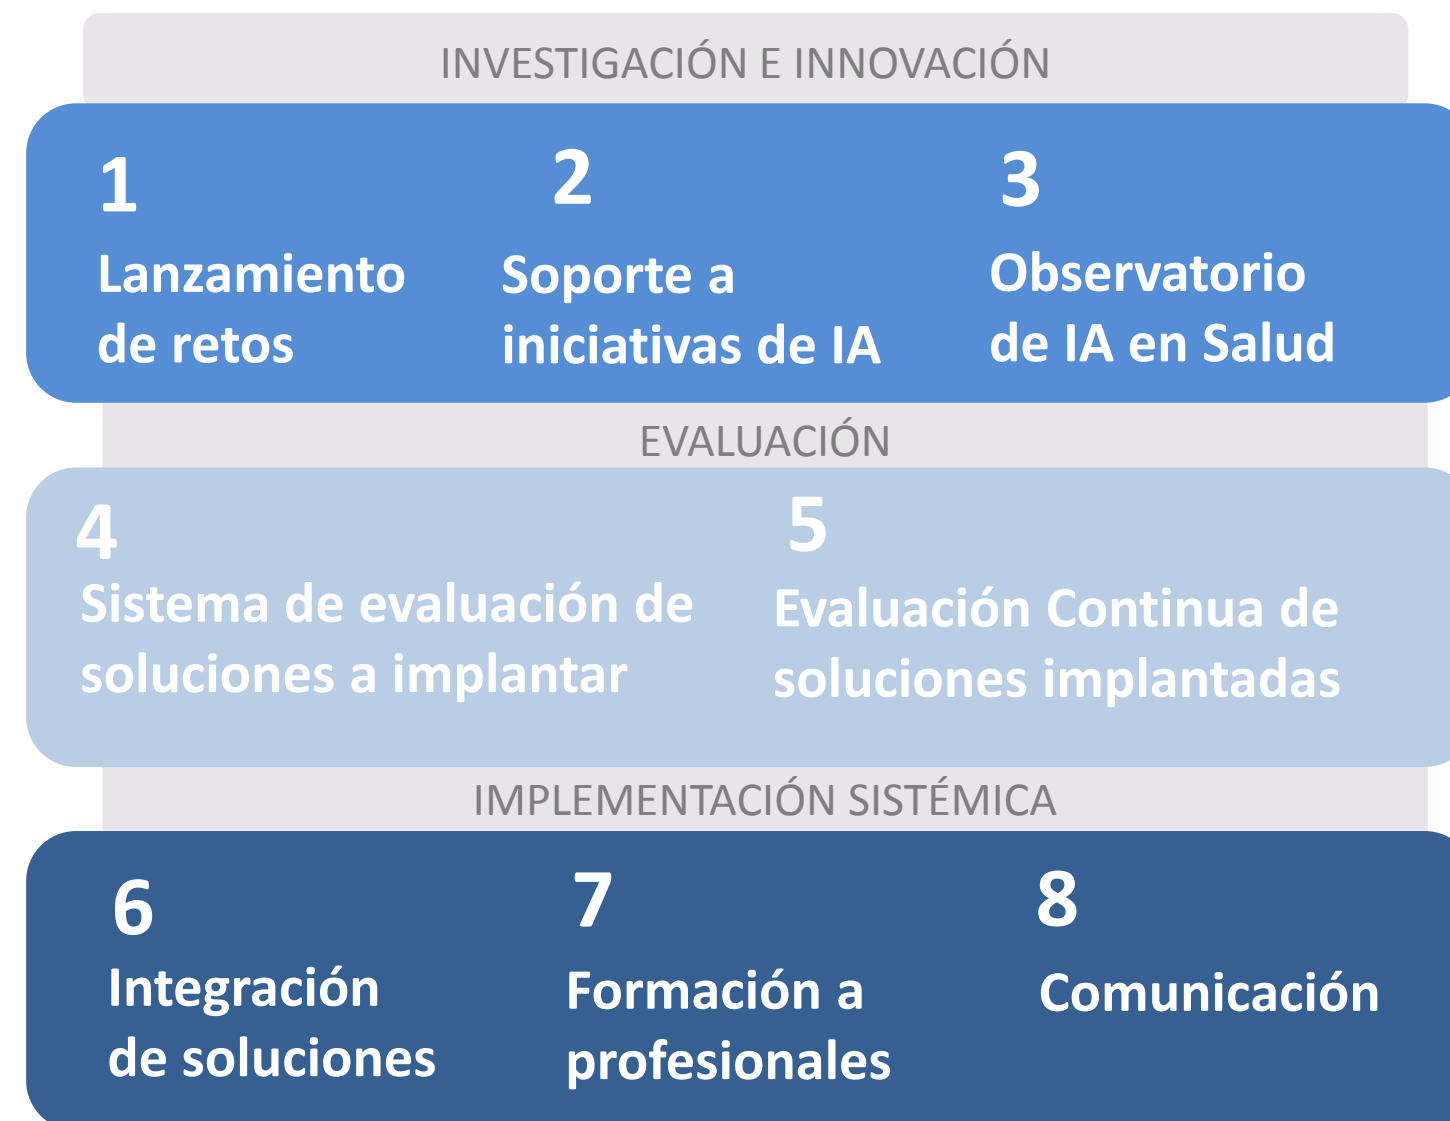 INVESTIGACIÓN E INNOVACIÓN
1
Lanzamiento
de retos
2
Soporte a
iniciativas de IA
3
Observatorio
de IA en Salud
EVALUACIÓN
4
Sistema de evaluación de
soluciones a implantar
5
Evaluación Continua de
soluciones implantadas
IMPLEMENTACIÓN SISTÉMICA
6
Integración
de soluciones
7
Formación a
profesionales
8
Comunicación